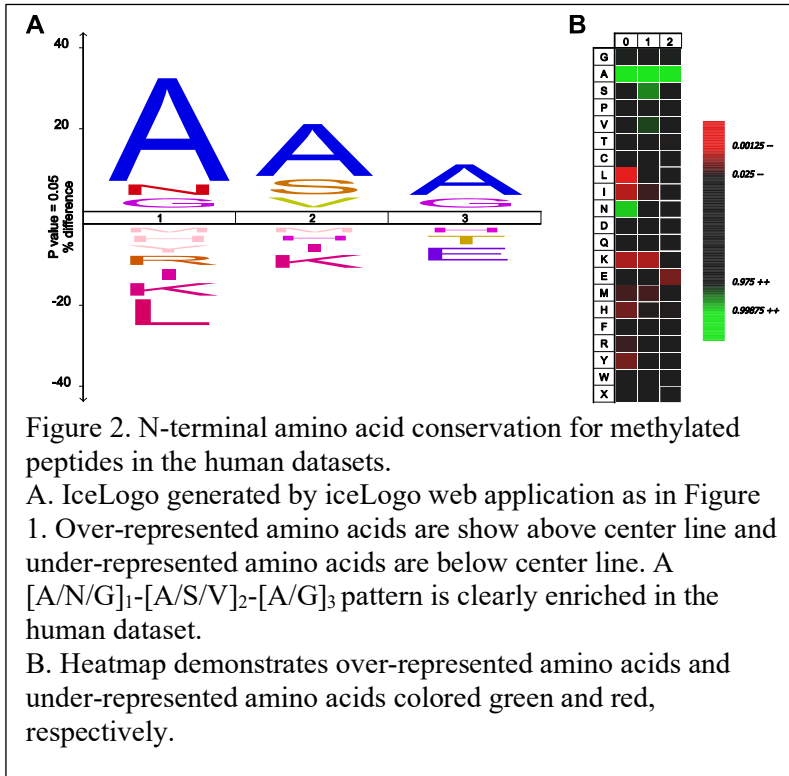 A
B
40
20
-20
-40
P value = 0.05
% difference
1
2
3
A
N
G
A
S
V
A
G
R
K
L
I
K
I
T
E
0
1
2
G
A
S
P
V
T
C
L
I
N
D
Q
K
E
M
H
F
R
Y
W
X
0.00125 --
0.025 -
0.975 ++
0.99875 ++
Figure 2. N-terminal amino acid conservation for methylated
peptides in the human datasets.
A. IceLogo generated by iceLogo web application as in Figure
1. Over-represented amino acids are show above center line and
under-represented amino acids are below center line. A
[A/N/G]₁-[A/S/V]₂-[A/G]₃ pattern is clearly enriched in the
human dataset.
B. Heatmap demonstrates over-represented amino acids and
under-represented amino acids colored green and red,
respectively.